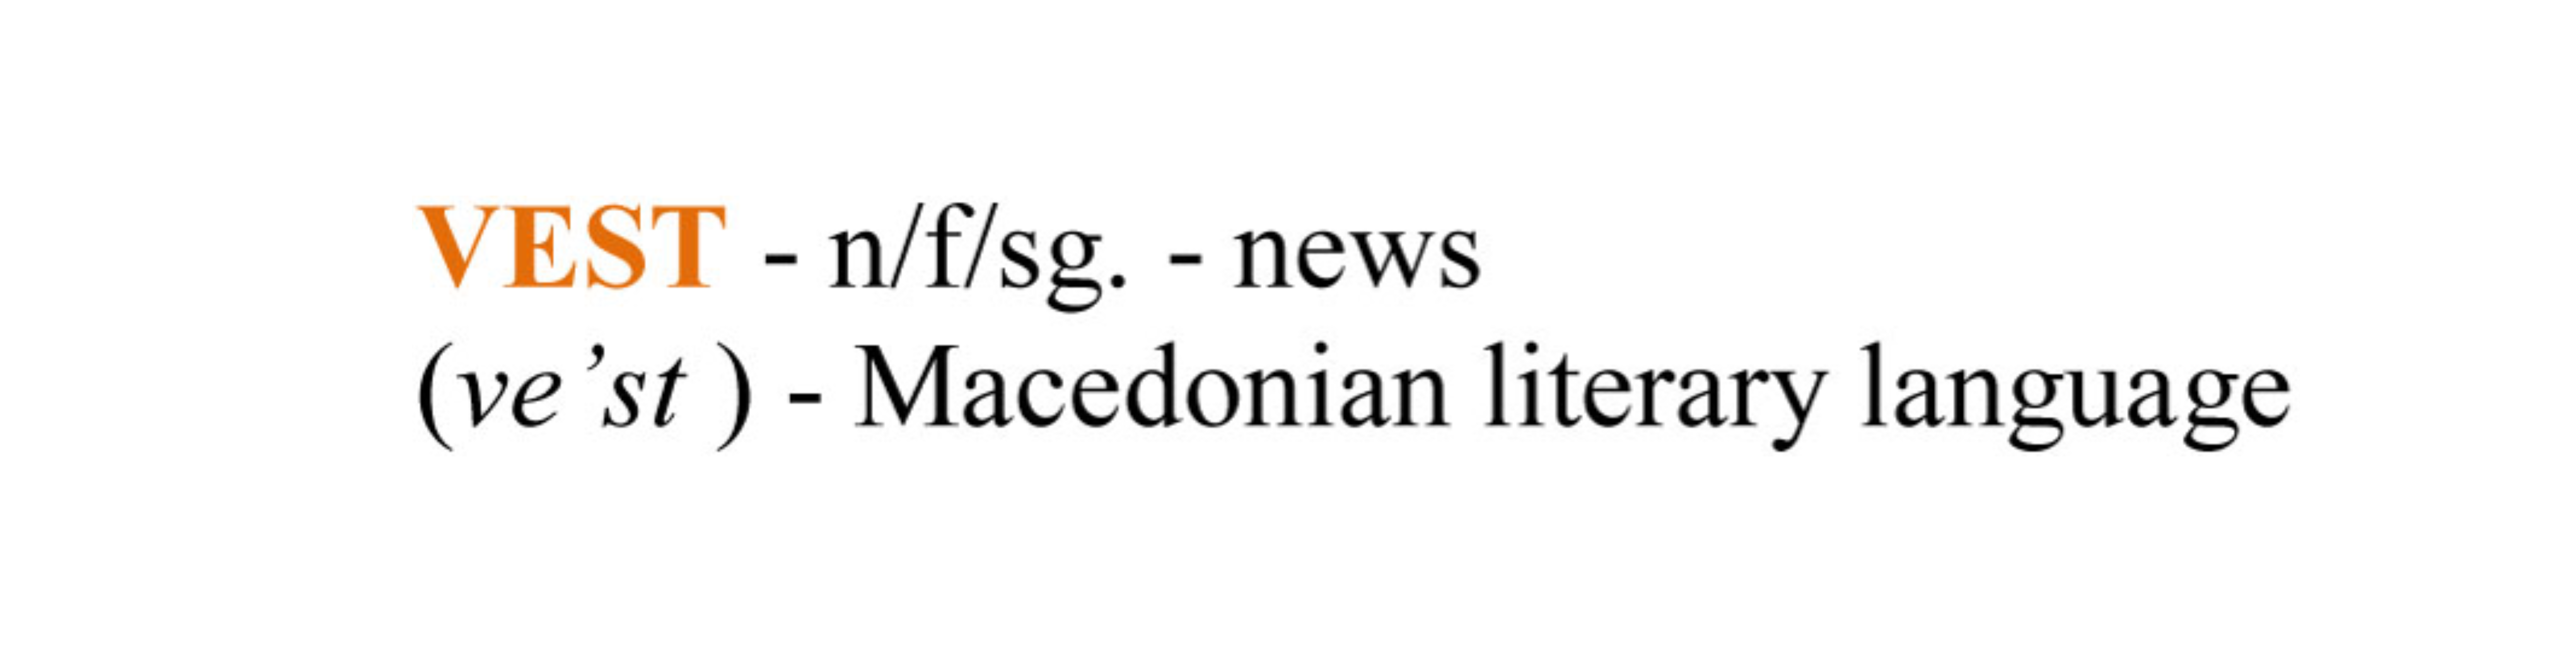 VEST - n/f/sg. - news
(ve’st ) - Macedonian literary language